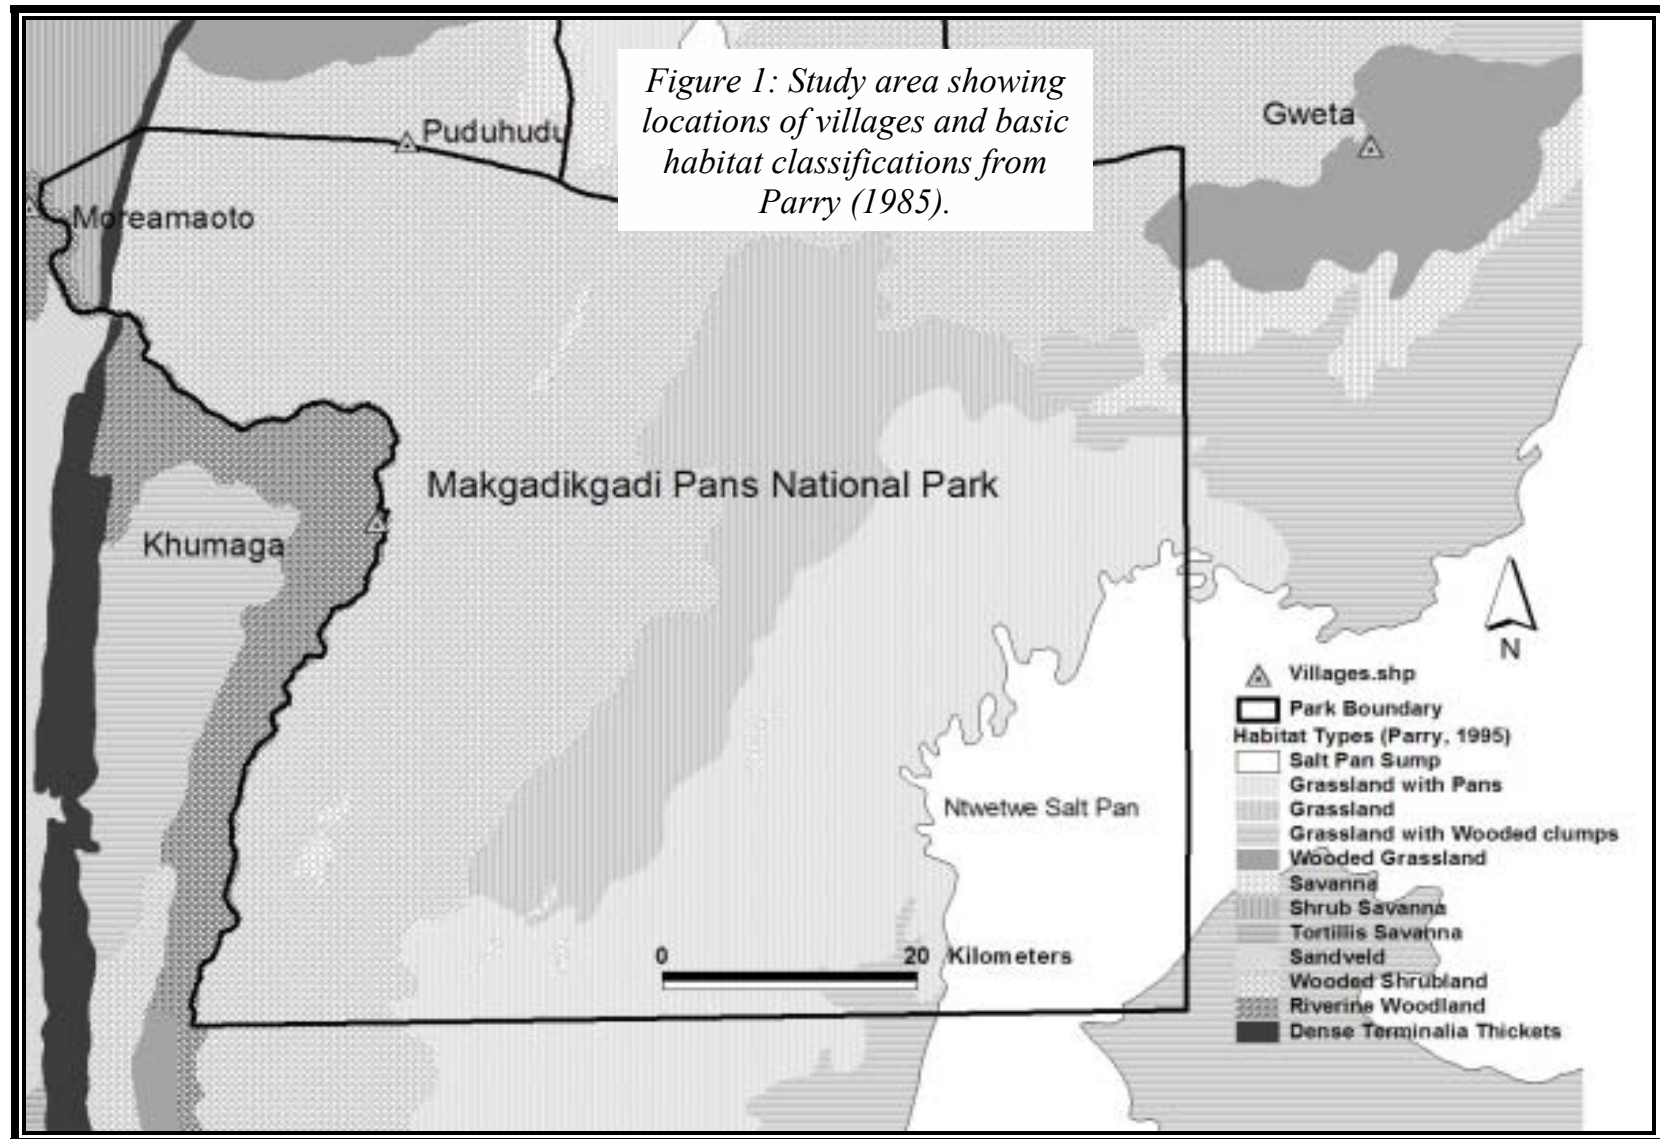 Figure 1: Study area showing
locations of villages and basic
habitat classifications from
Parry (1985).
Gweta
Puduhudu
Moreamaoto
Makgadikgadi Pans National Park
Khumaga
N
Villages.shp
Park Boundary
Habitat Types (Parry, 1995)
Salt Pan Sump
Grassland with Pans
Grassland
Grassland with Wooded clumps
Wooded Grassland
Savanna
Shrub Savanna
Tortillis Savanna
Sandveld
Wooded Shrubland
Riverine Woodland
Dense Terminalia Thickets
Ntwetwe Salt Pan
0 20 Kilometers